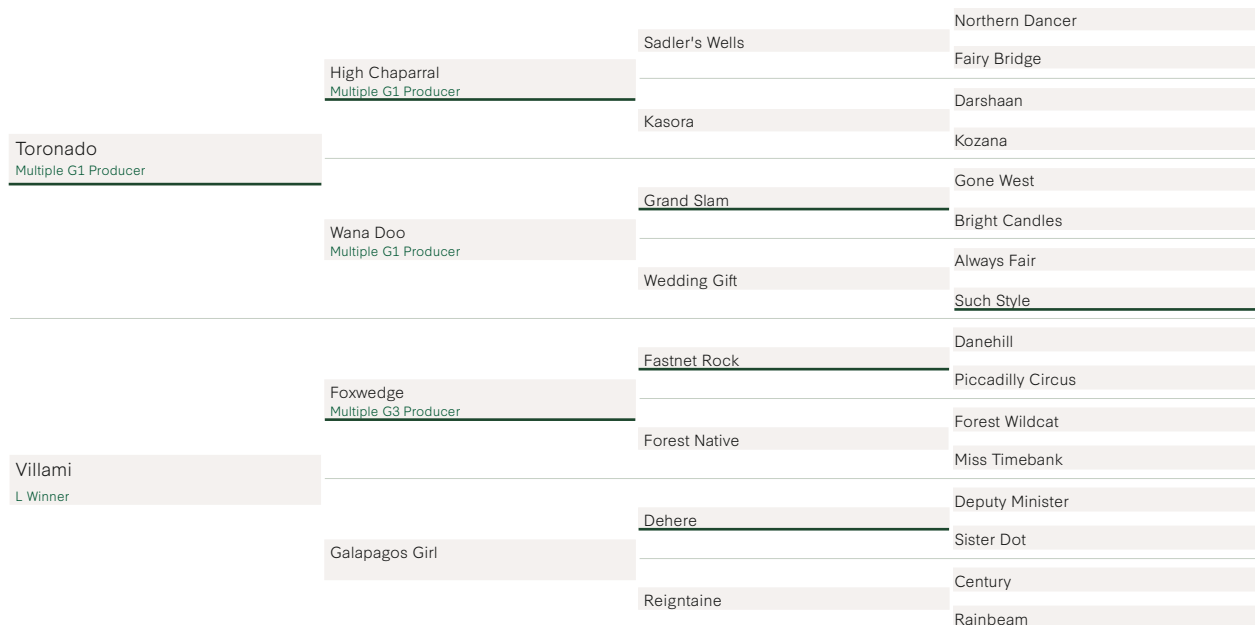 Toronado
Multiple G1 Producer
Villami
L Winner
High Chaparral
Multiple G1 Producer
Wana Doo
Multiple G1 Producer
Foxwedge
Multiple G3 Producer
Galapagos Girl
Sadler's Wells
Kasora
Grand Slam
Wedding Gift
Fastnet Rock
Forest Native
Dehere
Reigntaine
Northern Dancer
Fairy Bridge
Darshaan
Kozana
Gone West
Bright Candles
Always Fair
Such Style
Danehill
Piccadilly Circus
Forest Wildcat
Miss Timebank
Deputy Minister
Sister Dot
Century
Rainbeam